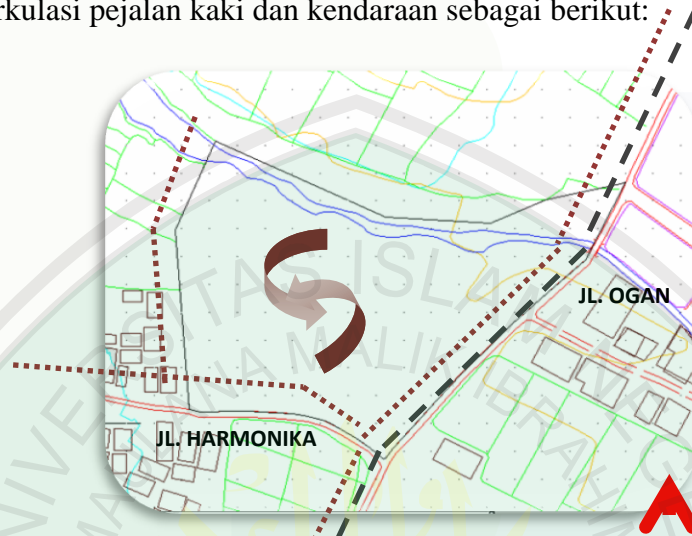 rkulasi pejalan kaki dan kendaraan sebagai berikut:
JL. OGAN
JL. HARMONIKA